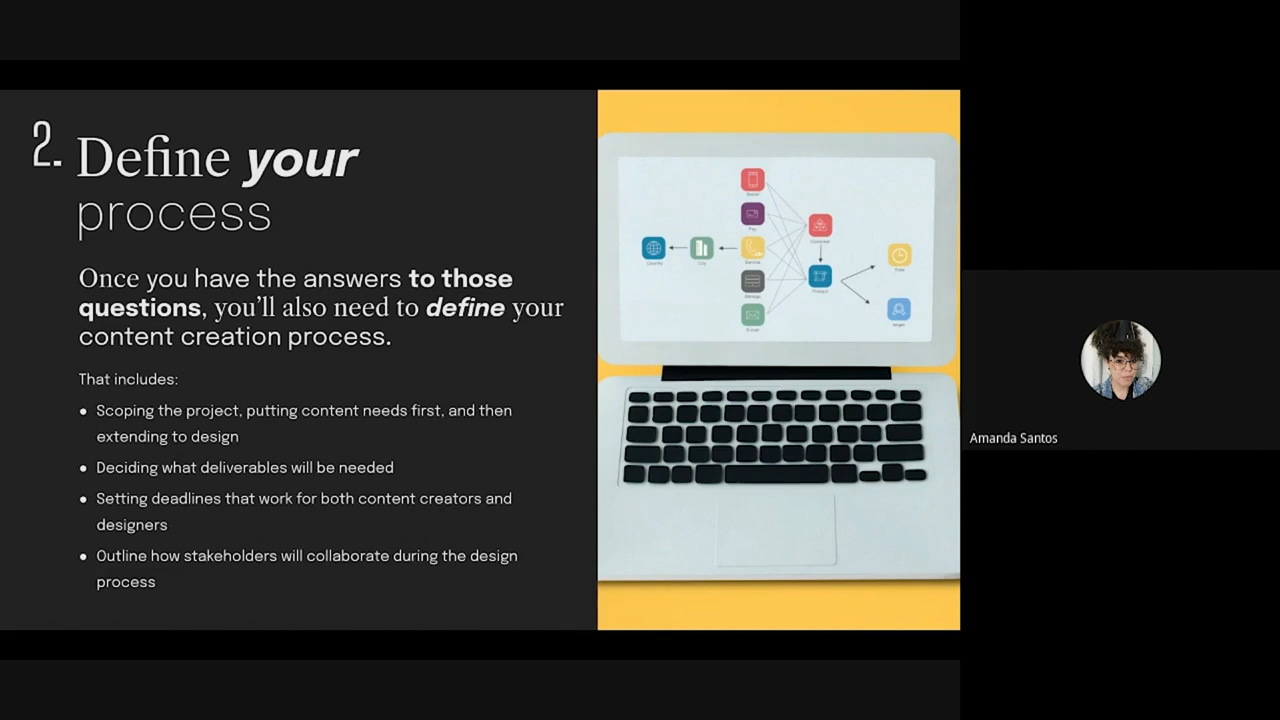 2. Define your
process
Once you have the answers to those
questions, you’ll also need to define your
content creation process.
That includes:
● Scoping the project, putting content needs first, and then
extending to design
● Deciding what deliverables will be needed
● Setting deadlines that work for both content creators and
designers
● Outline how stakeholders will collaborate during the design
process
Amanda Santos